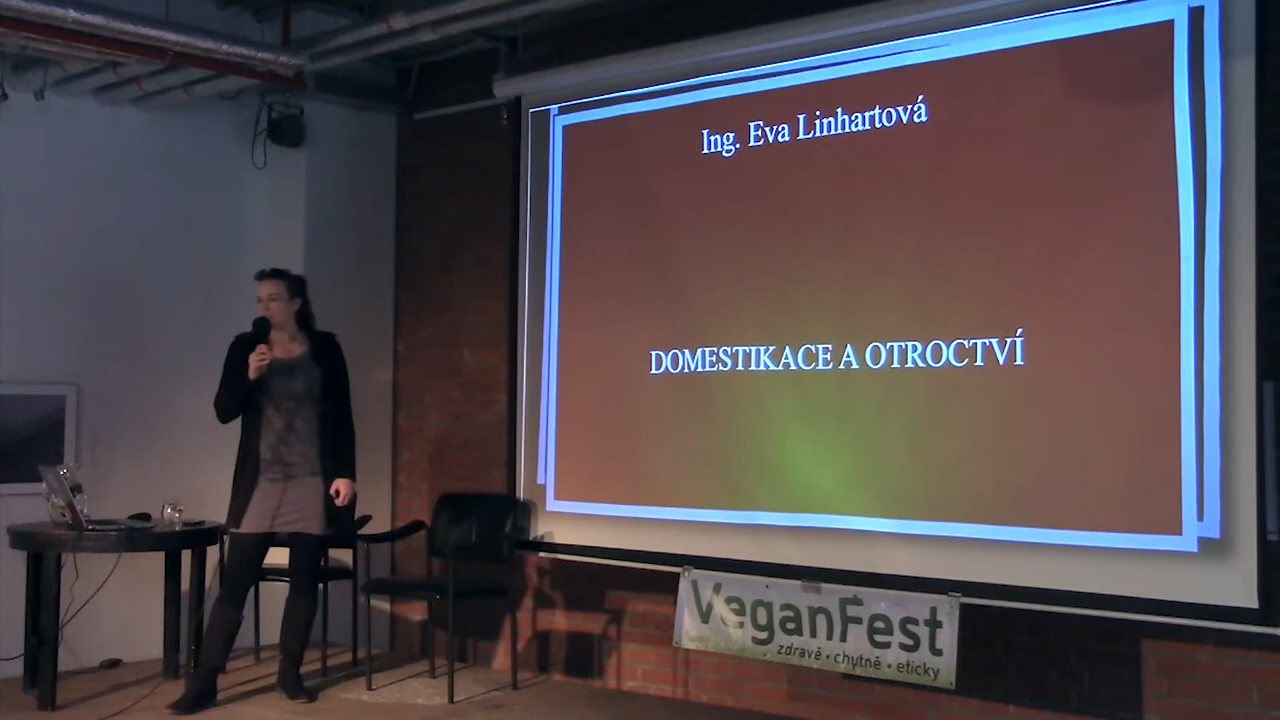 Ing. Eva Linhartová
DOMESTIKACE A OTROCTVÍ
VeganFest
zdravě • chutně • eticky